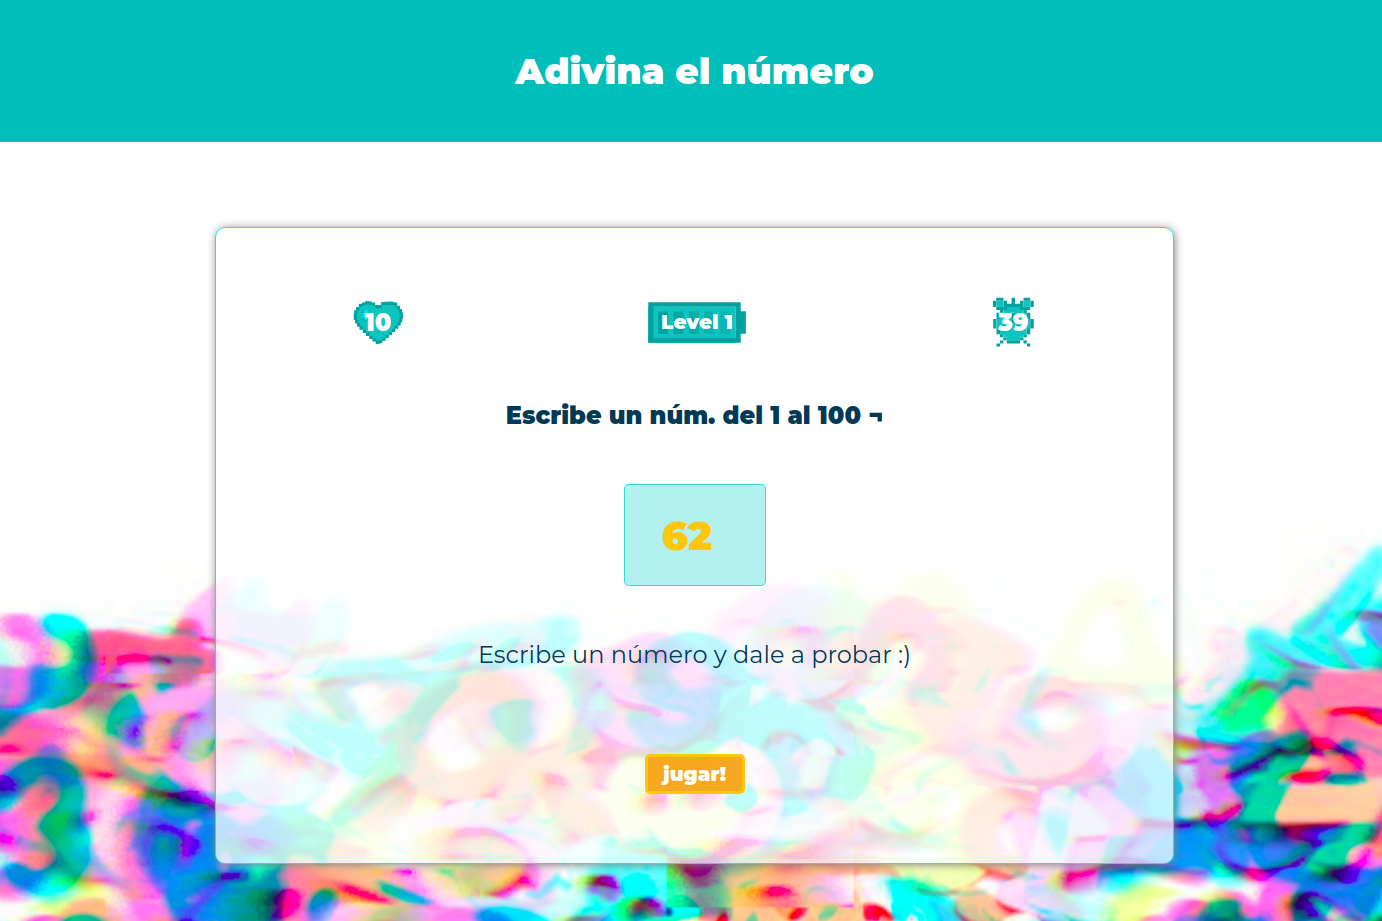 Adivina el número
10
Level 1
39
Escribe un núm. del 1 al 100 ¬
62
Escribe un número y dale a probar :)
jugar!